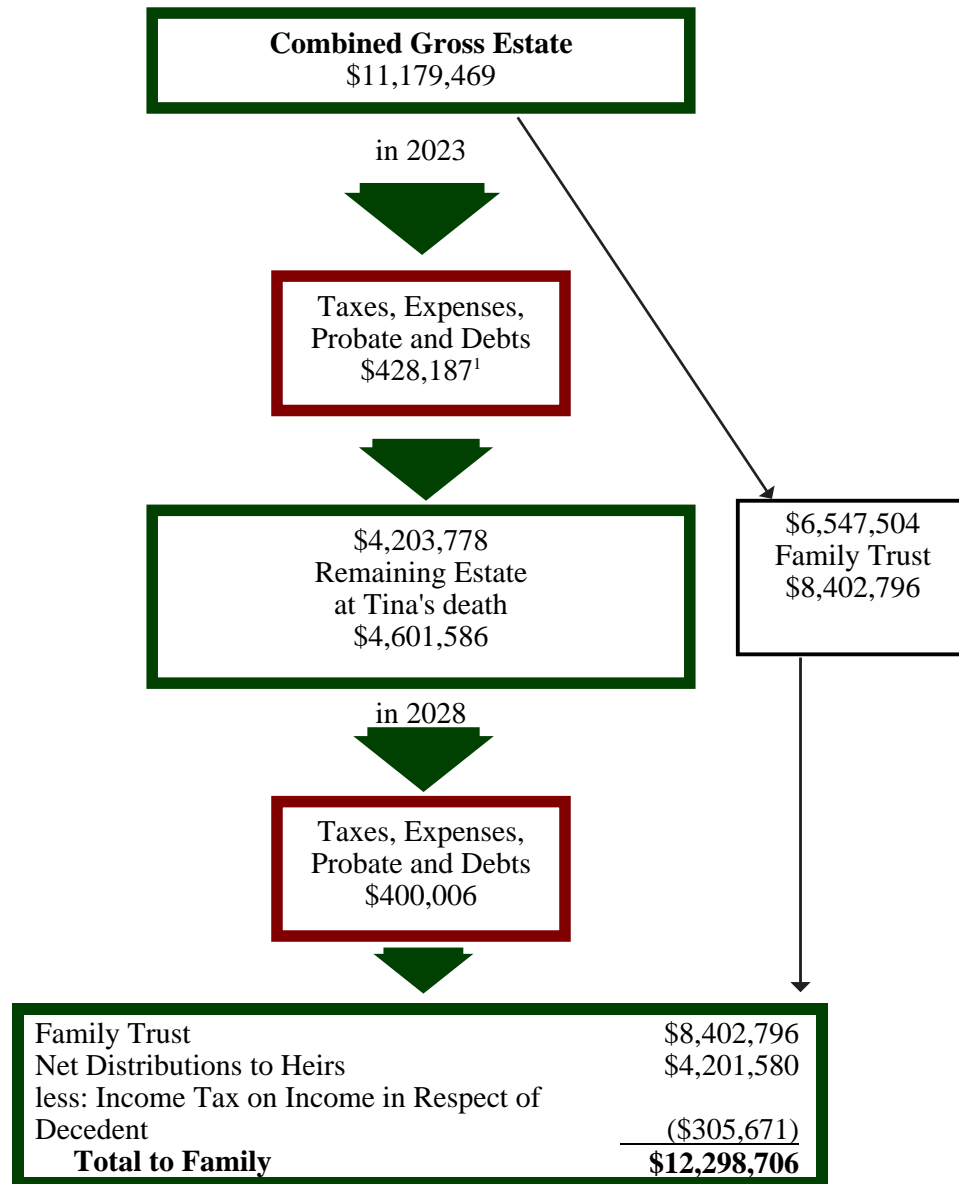 Combined Gross Estate
$11,179,469
in 2023
Taxes, Expenses,
Probate and Debts
$428,187¹
$4,203,778
Remaining Estate
at Tina's death
$4,601,586
$6,547,504
Family Trust
$8,402,796
in 2028
Taxes, Expenses,
Probate and Debts
$400,006
Family Trust $8,402,796
Net Distributions to Heirs $4,201,580
less: Income Tax on Income in Respect of
Decedent ($305,671)
Total to Family $12,298,706